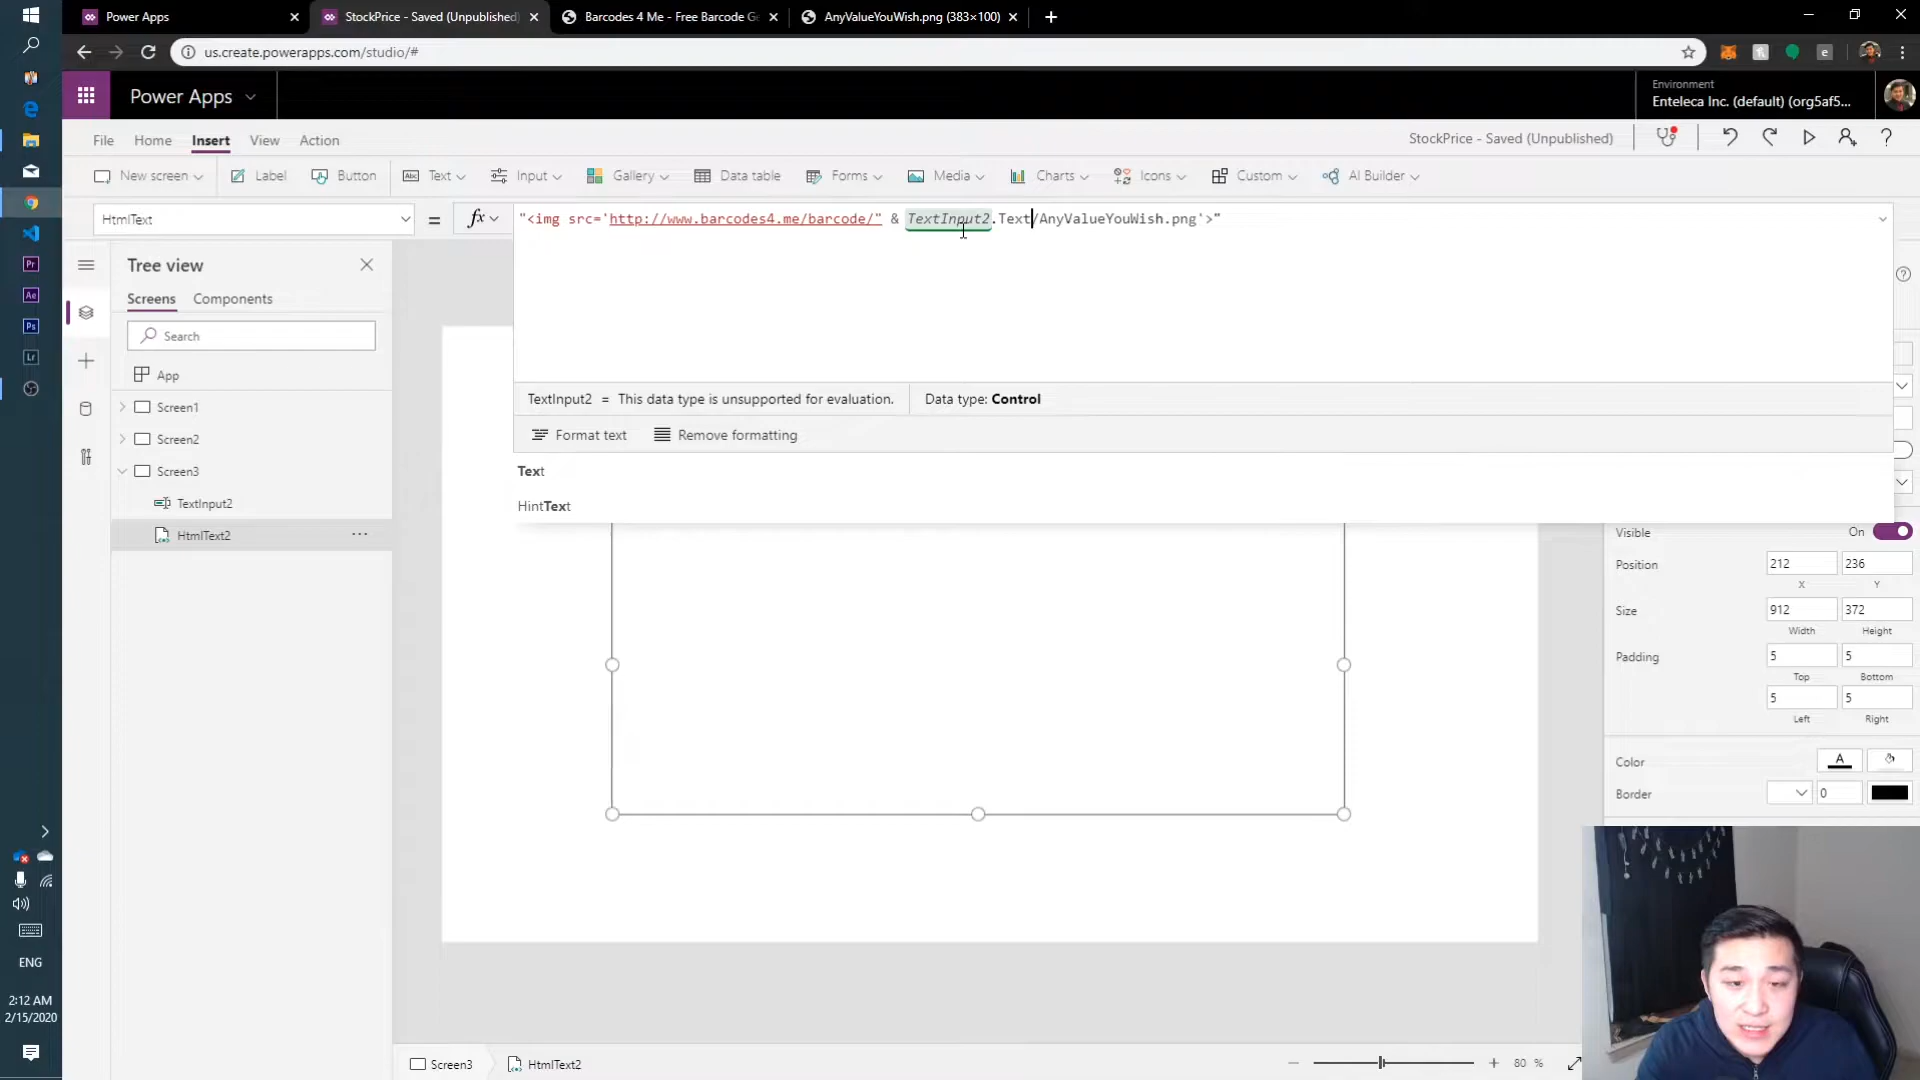 Power Apps
StockPrice - Saved (Unpublished)
Barcodes 4 Me - Free Barcode Ge
AnyValueYouWish.png (383×100)
us.create.powerapps.com/studio/#
Power Apps
Environment
Enteleca Inc. (default) (org5af5...
File Home Insert View Action
StockPrice - Saved (Unpublished)
New screen Label Button Text Input Gallery Data table Forms Media Charts Icons Custom AI Builder
HtmlText = fx "<img src='http://www.barcodes4.me/barcode/" & TextInput2.Text/AnyValueYouWish.png'>"
Tree view
Screens Components
Search
App
Screen1
Screen2
Screen3
TextInput2
HtmlText2
TextInput2 = This data type is unsupported for evaluation. Data type: Control
Format text Remove formatting
Text
HintText
Visible On
Position 212 236
X Y
Size 912 372
Width Height
Padding 5 5
Top Bottom
5 5
Left Right
Color A
Border 0
Pr
Ae
Ps
Lr
ENG
2:12 AM
2/15/2020
Screen3 HtmlText2
80 %